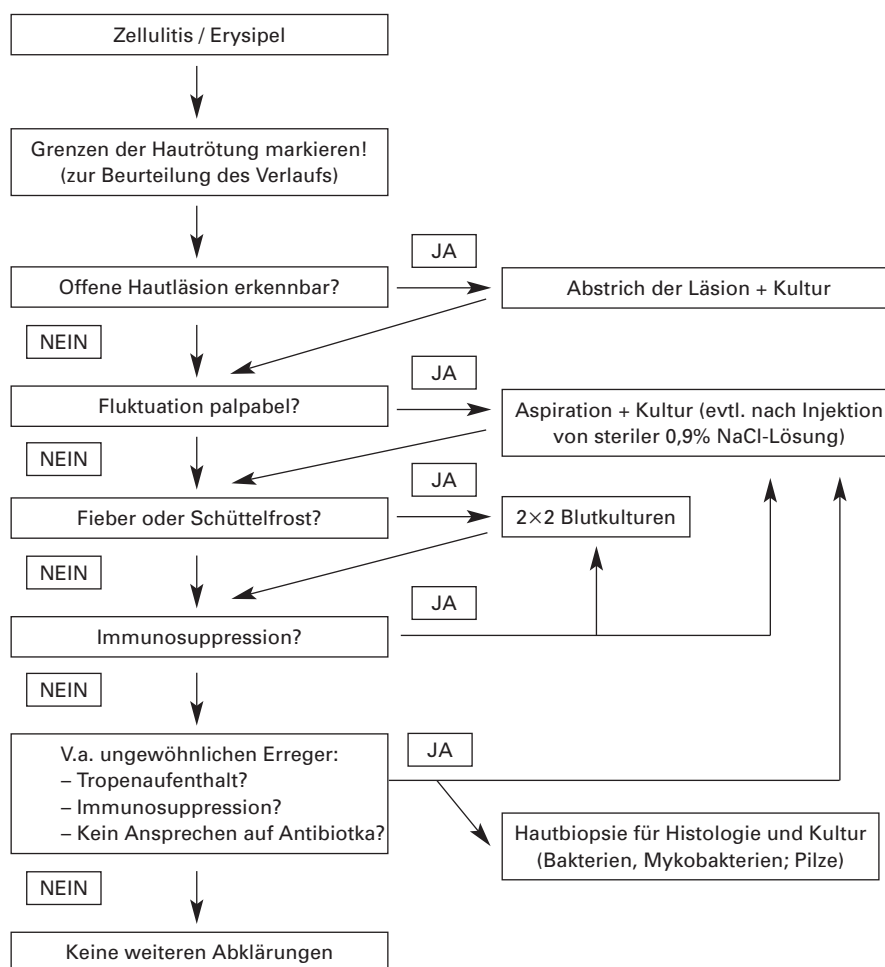 Zellulitis / Erysipel
Grenzen der Hautrötung markieren!
(zur Beurteilung des Verlaufs)
JA
Offene Hautläsion erkennbar?
Abstrich der Läsion + Kultur
NEIN
JA
Fluktuation palpabel?
Aspiration + Kultur (evtl. nach Injektion
von steriler 0,9% NaCl-Lösung)
NEIN
JA
Fieber oder Schüttelfrost?
2×2 Blutkulturen
NEIN
JA
Immunosuppression?
NEIN
V.a. ungewöhnlichen Erreger:
– Tropenaufenthalt?
– Immunosuppression?
– Kein Ansprechen auf Antibiotka?
JA
Hautbiopsie für Histologie und Kultur
(Bakterien, Mykobakterien; Pilze)
NEIN
Keine weiteren Abklärungen